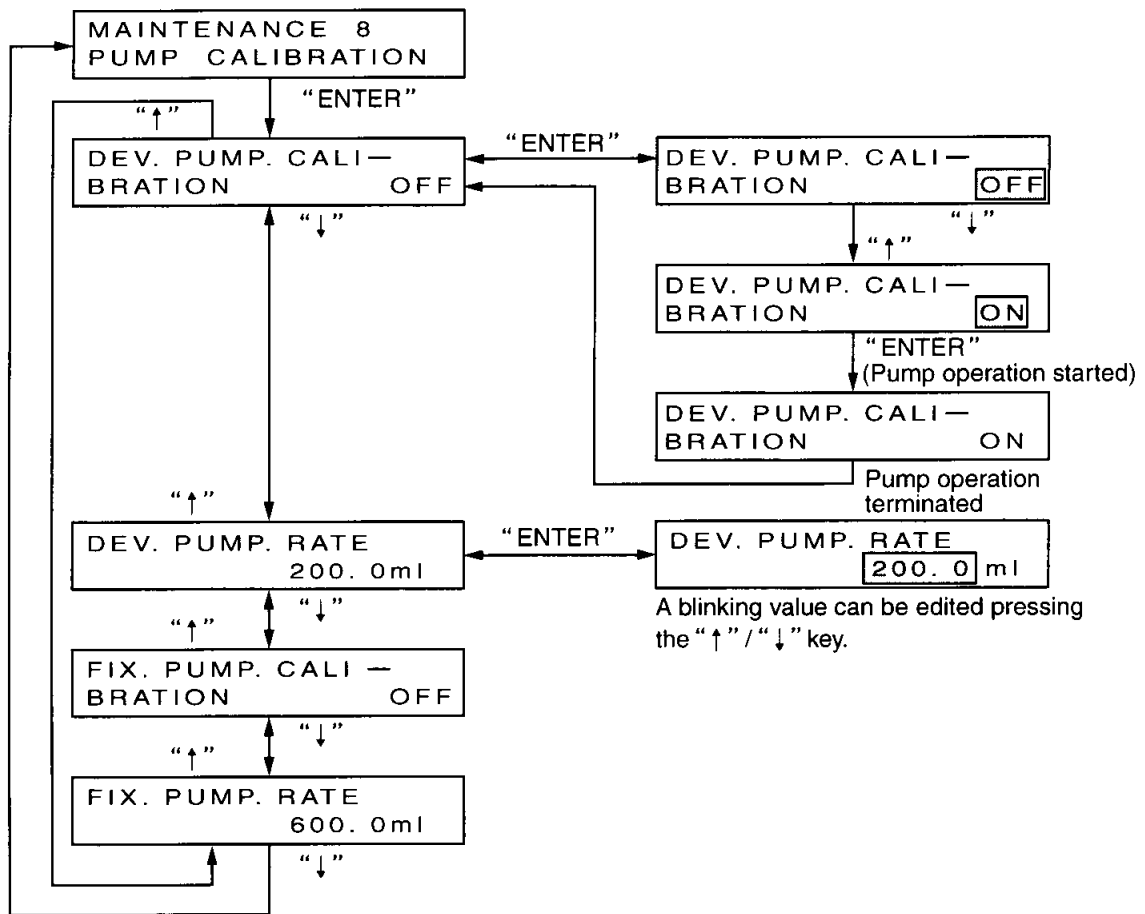 MAINTENANCE 8
PUMP CALIBRATION
"ENTER"
"↑"
DEV. PUMP. CALI—
BRATION OFF
"↓"
"ENTER"
DEV. PUMP. CALI—
BRATION OFF
"↓"
"↑"
DEV. PUMP. CALI—
BRATION ON
"ENTER"
(Pump operation started)
DEV. PUMP. CALI—
BRATION ON
Pump operation
terminated
"↑"
DEV. PUMP. RATE
200. 0ml
"↓"
"ENTER"
DEV. PUMP. RATE
200. 0 ml
A blinking value can be edited pressing
the "↑" / "↓" key.
"↑"
FIX. PUMP. CALI —
BRATION OFF
"↓"
"↑"
FIX. PUMP. RATE
600. 0ml
"↓"